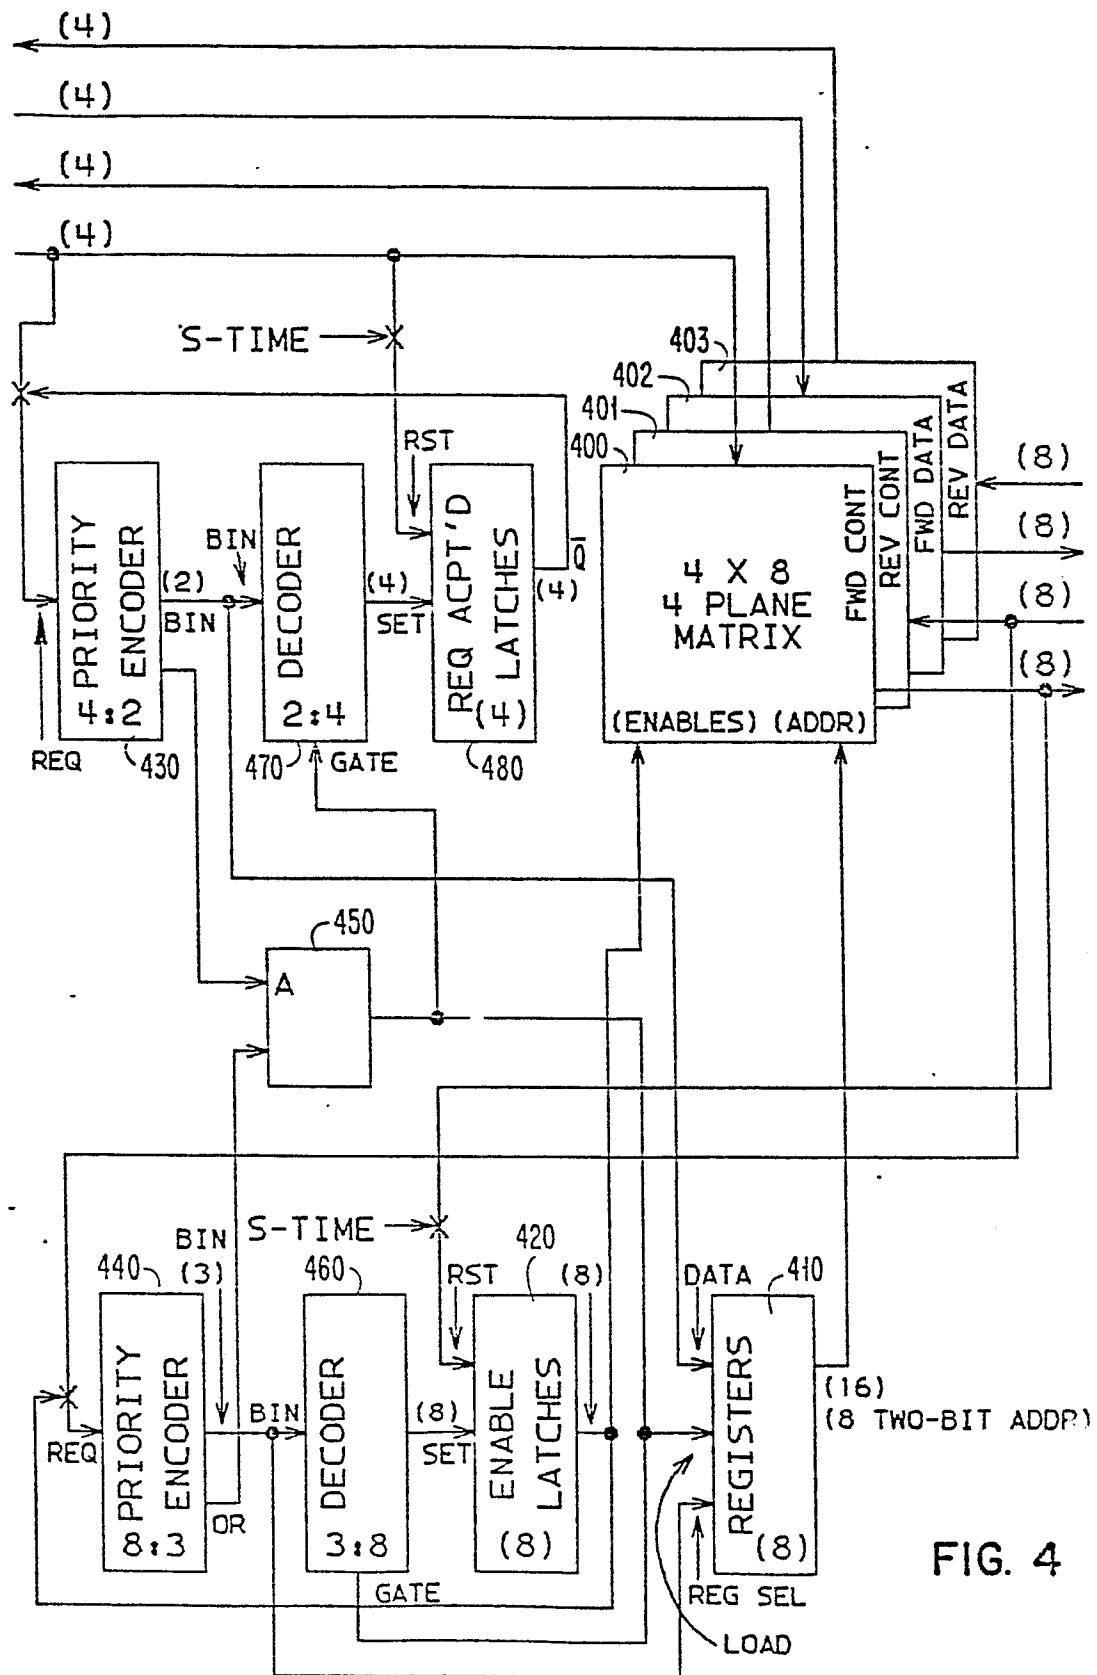 (4)
(4)
(4)
(4)
S-TIME
403
402
401
400
RST
(8)
(8)
(8)
(8)
PRIORITY
ENCODER
4:2
REQ
430
(2)
BIN
BIN
DECODER
2:4
470
GATE
(4)
SET
REQ ACPT'D
LATCHES
(4)
480
Q̄
(4)
4 X 8
4 PLANE
MATRIX
(ENABLES) (ADDR)
FWD CONT
REV CONT
FWD DATA
REV DATA
450
A
S-TIME
BIN
(3)
440
460
420
RST
(8)
DATA
410
PRIORITY
ENCODER
8:3
REQ
OR
BIN
DECODER
3:8
GATE
(8)
SET
ENABLE
LATCHES
(8)
REGISTERS
(8)
(16)
(8 TWO-BIT ADDR)
REG SEL
LOAD
FIG. 4